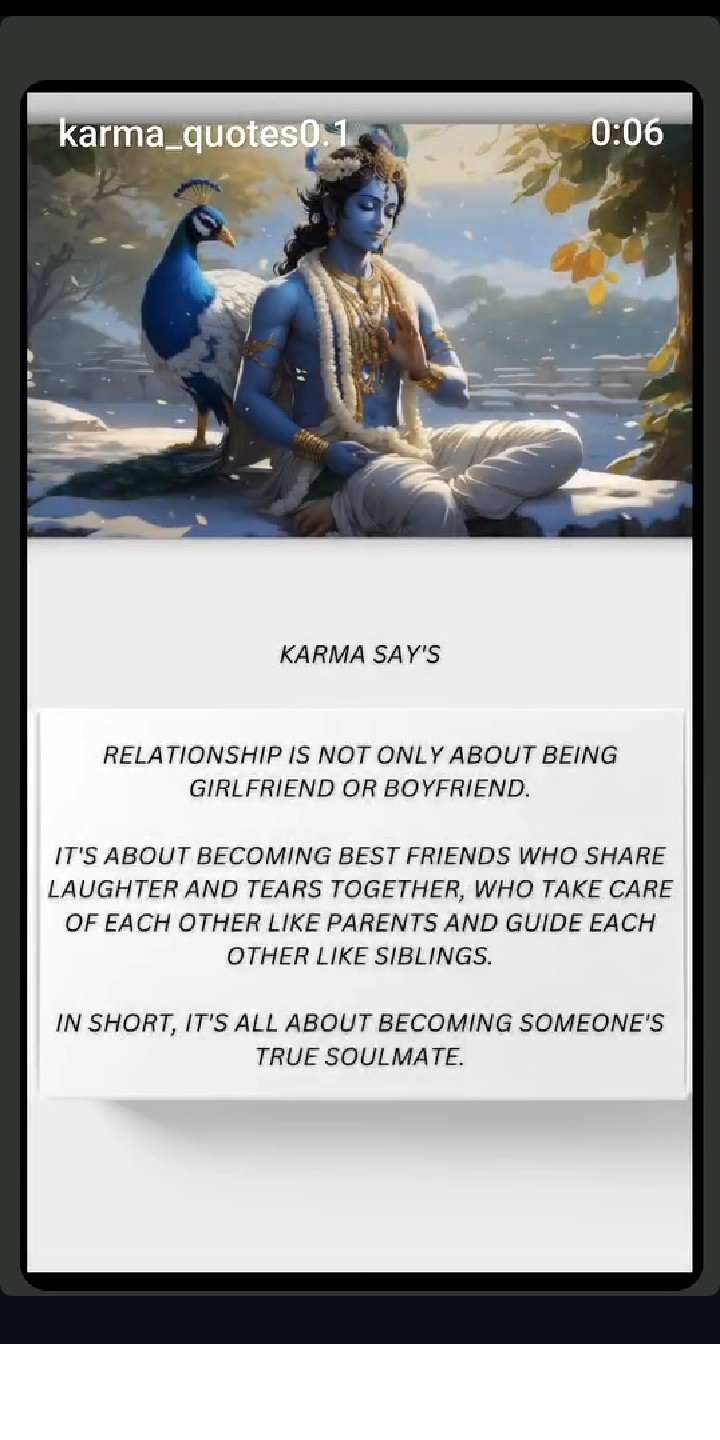 karma_quotes0.1
0:06
KARMA SAY'S
RELATIONSHIP IS NOT ONLY ABOUT BEING
GIRLFRIEND OR BOYFRIEND.
IT'S ABOUT BECOMING BEST FRIENDS WHO SHARE
LAUGHTER AND TEARS TOGETHER, WHO TAKE CARE
OF EACH OTHER LIKE PARENTS AND GUIDE EACH
OTHER LIKE SIBLINGS.
IN SHORT, IT'S ALL ABOUT BECOMING SOMEONE'S
TRUE SOULMATE.